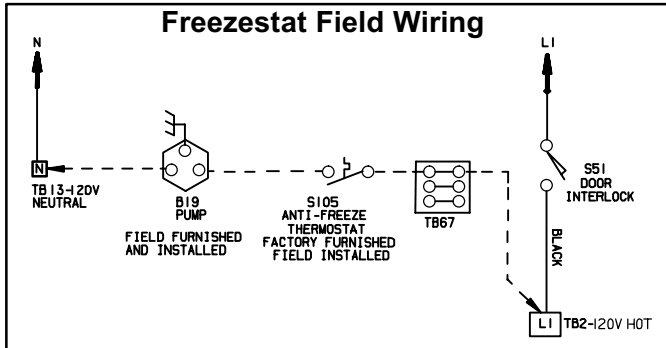 Freezestat Field Wiring
N
L1
N
TB13-120V
NEUTRAL
B19
PUMP
FIELD FURNISHED
AND INSTALLED
S105
ANTI-FREEZE
THERMOSTAT
FACTORY FURNISHED
FIELD INSTALLED
TB67
S51
DOOR
INTERLOCK
BLACK
L1
TB2-120V HOT